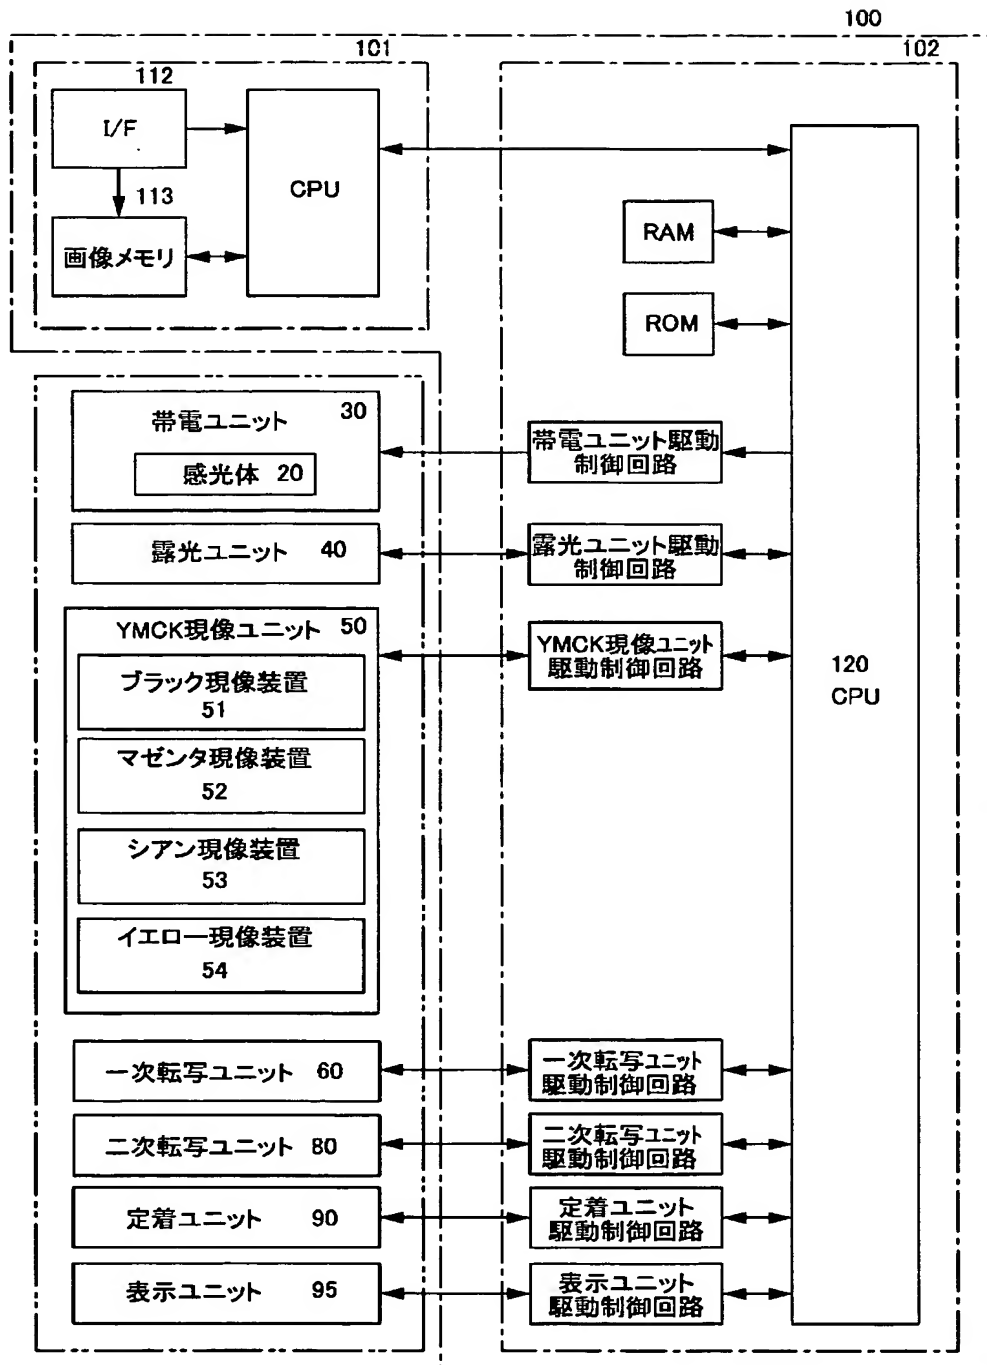 100
101
102
112
I/F
CPU
113
画像メモリ
RAM
ROM
帯電ユニット 30
感光体 20
帯電ユニット駆動
制御回路
露光ユニット 40
露光ユニット駆動
制御回路
YMCK現像ユニット 50
YMCK現像ユニット
駆動制御回路
ブラック現像装置
51
マゼンタ現像装置
52
シアン現像装置
53
イエロー現像装置
54
120
CPU
一次転写ユニット 60
一次転写ユニット
駆動制御回路
二次転写ユニット 80
二次転写ユニット
駆動制御回路
定着ユニット 90
定着ユニット
駆動制御回路
表示ユニット 95
表示ユニット
駆動制御回路